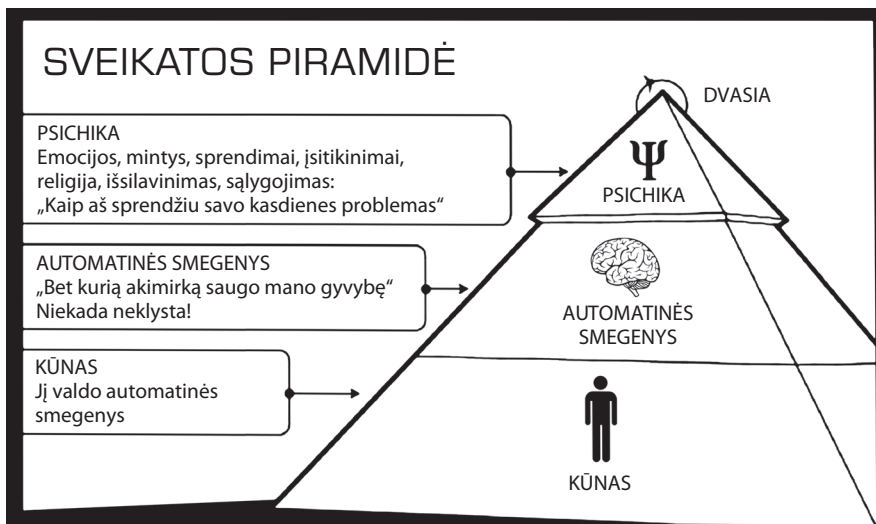 SVEIKATOS PIRAMIDĖ
DVASIA
PSICHIKA
Emocijos, mintys, sprendimai, įsitikinimai,
religija, išsilavinimas, sąlygojimas:
„Kaip aš sprendžiu savo kasdienes problemas“
Ψ
PSICHIKA
AUTOMATINĖS SMEGENYS
„Bet kurią akimirką saugo mano gyvybę“
Niekada neklysta!
AUTOMATINĖS
SMEGENYS
KŪNAS
Jį valdo automatinės
smegenys
KŪNAS